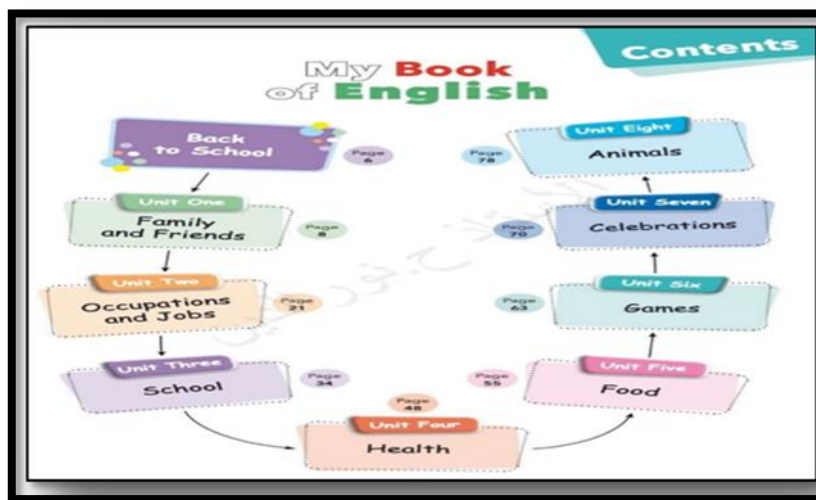 Contents
My Book
of English
Back
to School
Page
6
Unit One
Family
and Friends
Page
8
Unit Two
Occupations
and Jobs
Page
21
Unit Three
School
Page
34
Unit Four
Health
Page
48
Unit Five
Food
Page
55
Unit Six
Games
Page
63
Unit Seven
Celebrations
Page
70
Unit Eight
Animals
Page
78